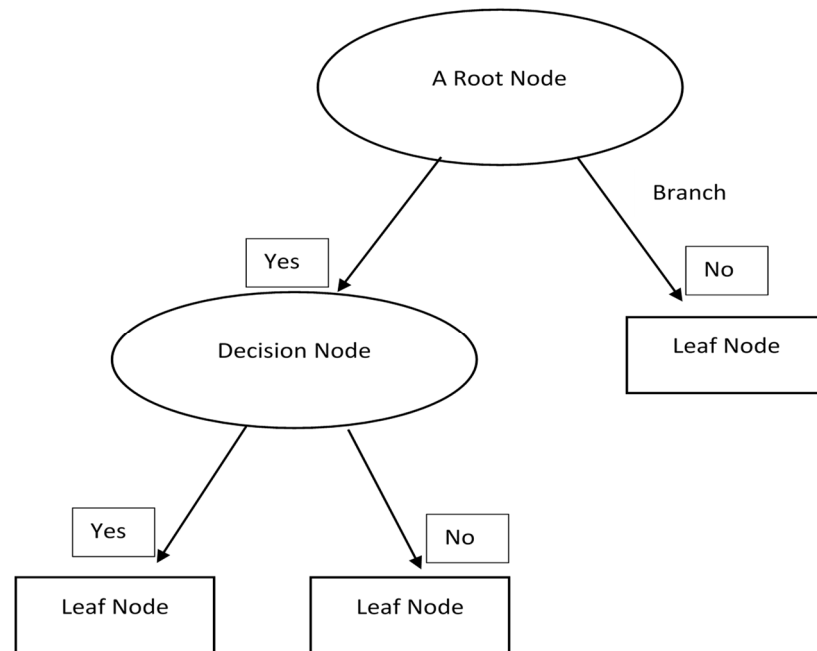 A Root Node
Branch
Yes
No
Decision Node
Leaf Node
Yes
No
Leaf Node
Leaf Node